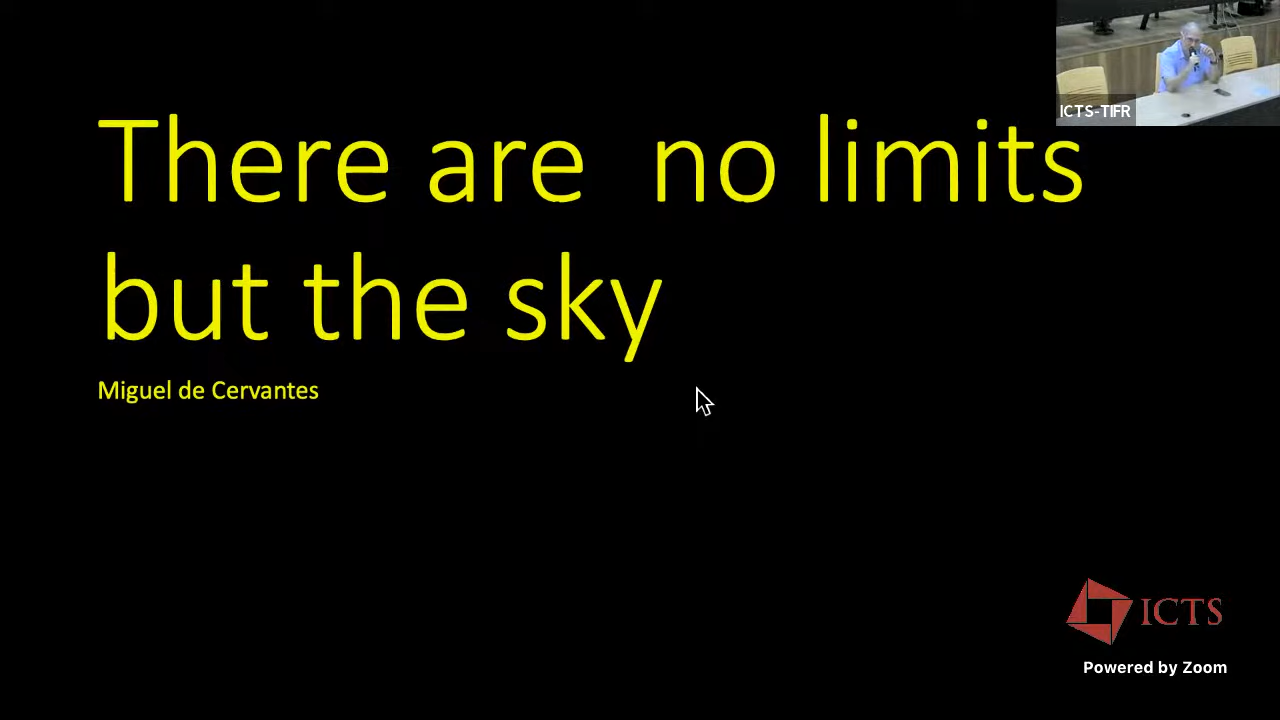 ICTS-TIFR
There are  no limits
but the sky
Miguel de Cervantes
ICTS
Powered by Zoom